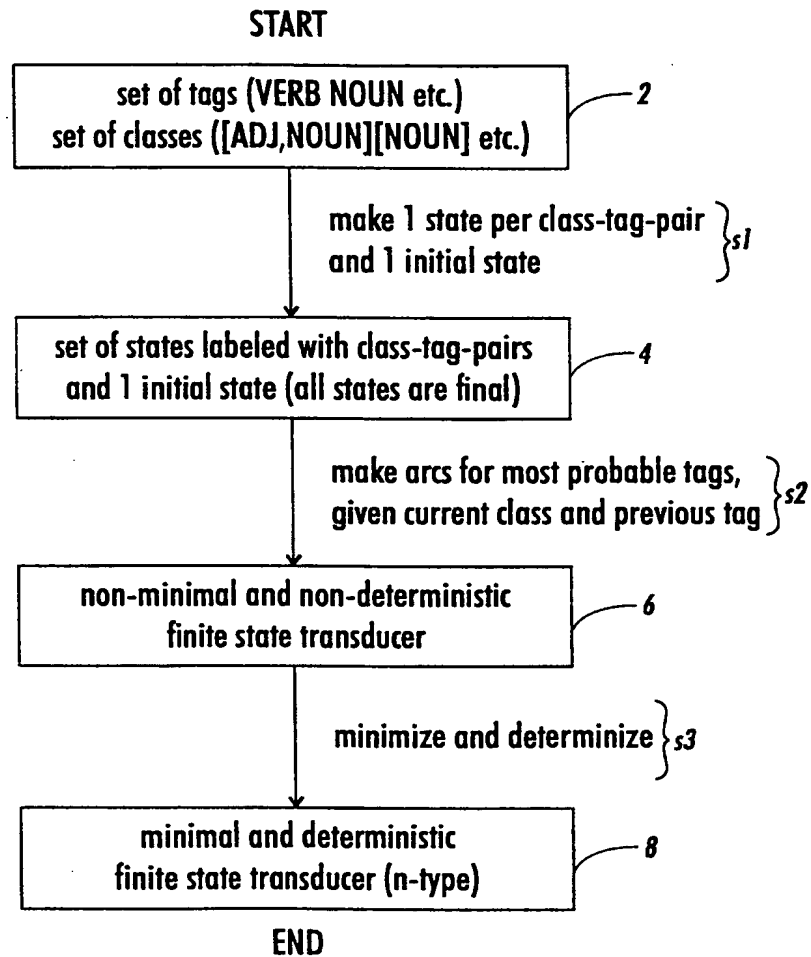 START
set of tags (VERB NOUN etc.)
set of classes ([ADJ,NOUN][NOUN] etc.)
2
make 1 state per class-tag-pair
and 1 initial state
s1
set of states labeled with class-tag-pairs
and 1 initial state (all states are final)
4
make arcs for most probable tags,
given current class and previous tag
s2
non-minimal and non-deterministic
finite state transducer
6
minimize and determinize
s3
minimal and deterministic
finite state transducer (n-type)
8
END